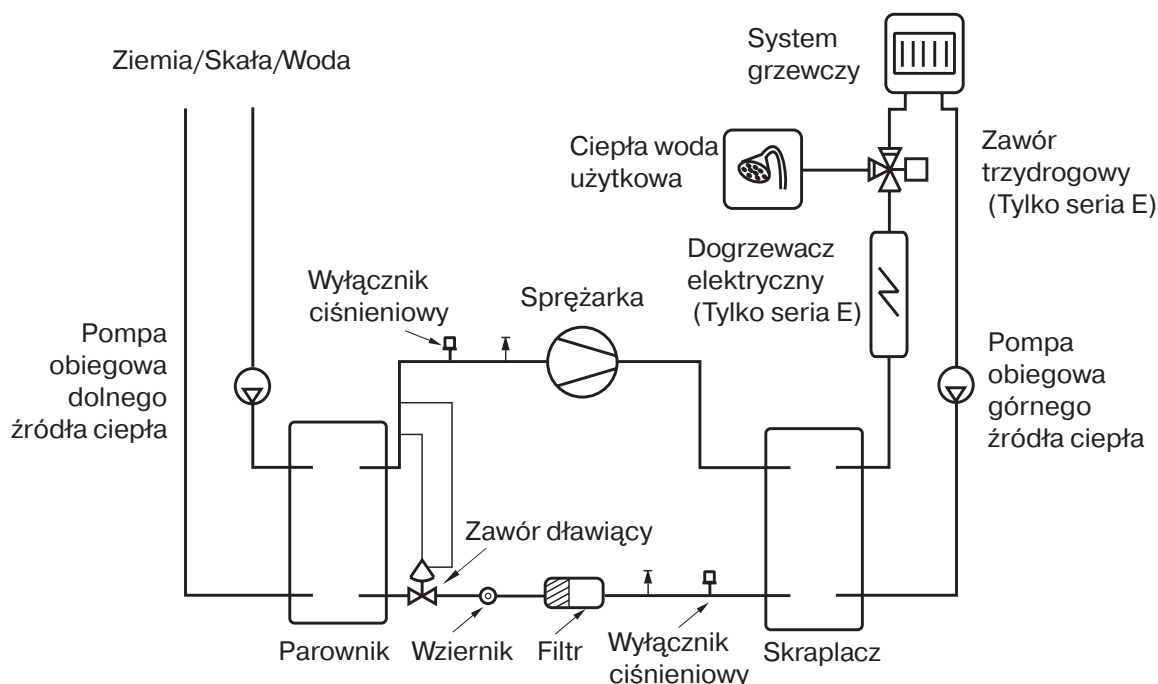 Ziemia/Skała/Woda
System
grzewczy
Ciepła woda
użytkowa
Zawór
trzydrogowy
(Tylko seria E)
Dogrzewacz
elektryczny
(Tylko seria E)
Wyłącznik
ciśnieniowy
Sprężarka
Pompa
obiegowa
dolnego
źródła ciepła
Pompa
obiegowa
górnego
źródła ciepła
Zawór dławiący
Parownik
Wziernik
Filtr
Wyłącznik
ciśnieniowy
Skraplacz